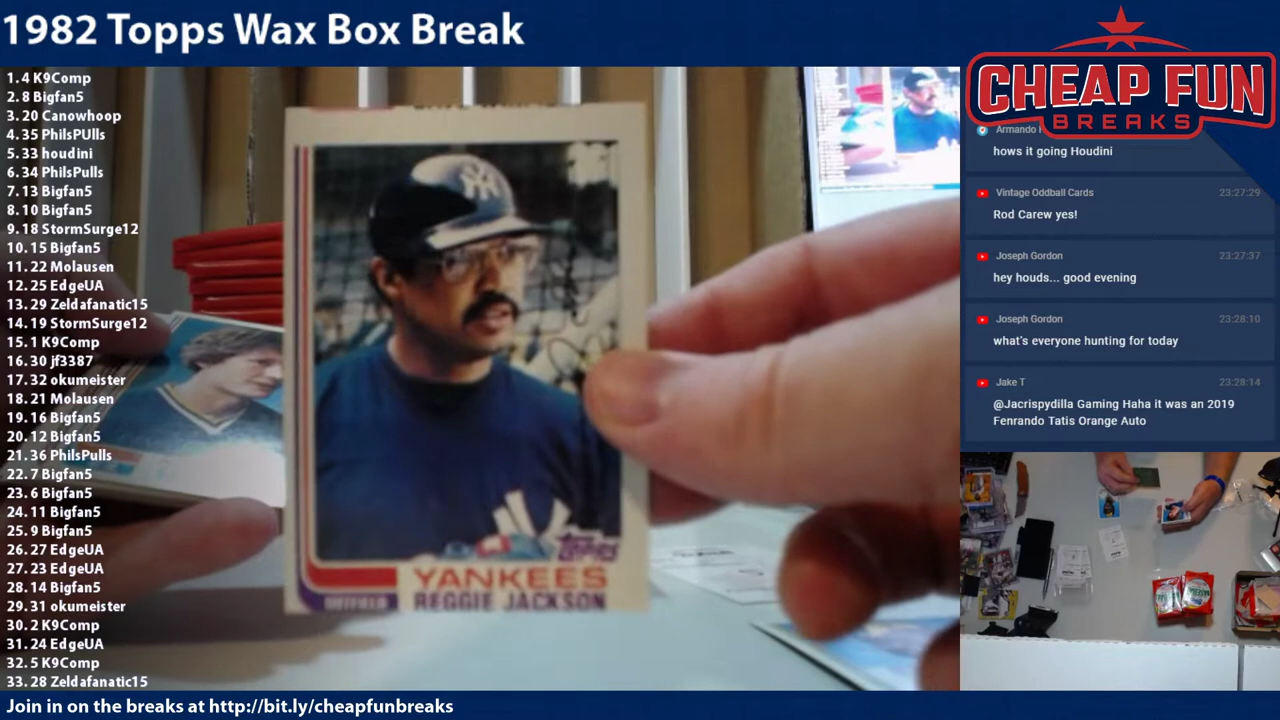 1982 Topps Wax Box Break
1. 4 K9Comp
2. 8 Bigfan5
3. 20 Canowhoop
4. 35 PhilsPUlls
5. 33 houdini
6. 34 PhilsPulls
7. 13 Bigfan5
8. 10 Bigfan5
9. 18 StormSurge12
10. 15 Bigfan5
11. 22 Molausen
12. 25 EdgeUA
13. 29 Zeldafanatic15
14. 19 StormSurge12
15. 1 K9Comp
16. 30 jf3387
17. 32 okumeister
18. 21 Molausen
19. 16 Bigfan5
20. 12 Bigfan5
21. 36 PhilsPulls
22. 7 Bigfan5
23. 6 Bigfan5
24. 11 Bigfan5
25. 9 Bigfan5
26. 27 EdgeUA
27. 23 EdgeUA
28. 14 Bigfan5
29. 31 okumeister
30. 2 K9Comp
31. 24 EdgeUA
32. 5 K9Comp
33. 28 Zeldafanatic15
NY
Topps
YANKEES
OUTFIELD
REGGIE JACKSON
CHEAP FUN
BREAKS
Armando
hows it going Houdini
Vintage Oddball Cards 23:27:29
Rod Carew yes!
Joseph Gordon 23:27:37
hey houds... good evening
Joseph Gordon 23:28:10
what's everyone hunting for today
Jake T 23:28:14
@Jacrispydilla Gaming Haha it was an 2019
Fenrando Tatis Orange Auto
Join in on the breaks at http://bit.ly/cheapfunbreaks